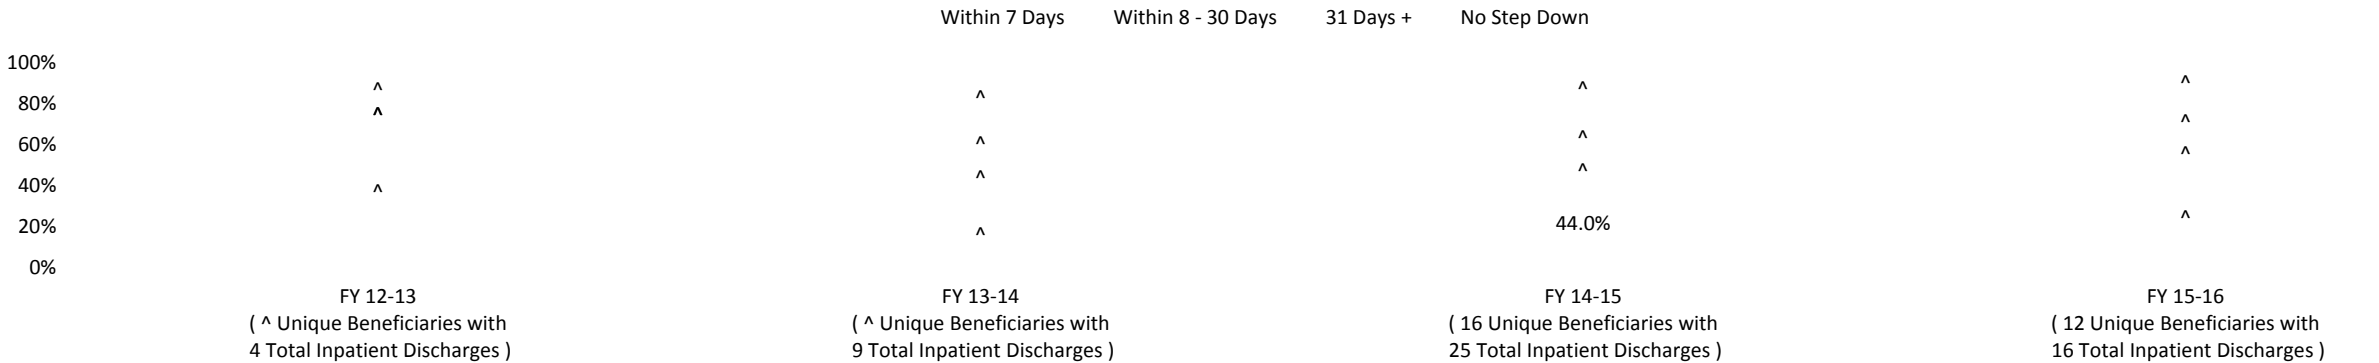 Within 7 Days Within 8 - 30 Days 31 Days + No Step Down
100%
80%
60%
40%
20%
0%
^
^
^
^
^
^
^
^
^
^
44.0%
^
^
^
^
FY 12-13
( ^ Unique Beneficiaries with
4 Total Inpatient Discharges )
FY 13-14
( ^ Unique Beneficiaries with
9 Total Inpatient Discharges )
FY 14-15
( 16 Unique Beneficiaries with
25 Total Inpatient Discharges )
FY 15-16
( 12 Unique Beneficiaries with
16 Total Inpatient Discharges )